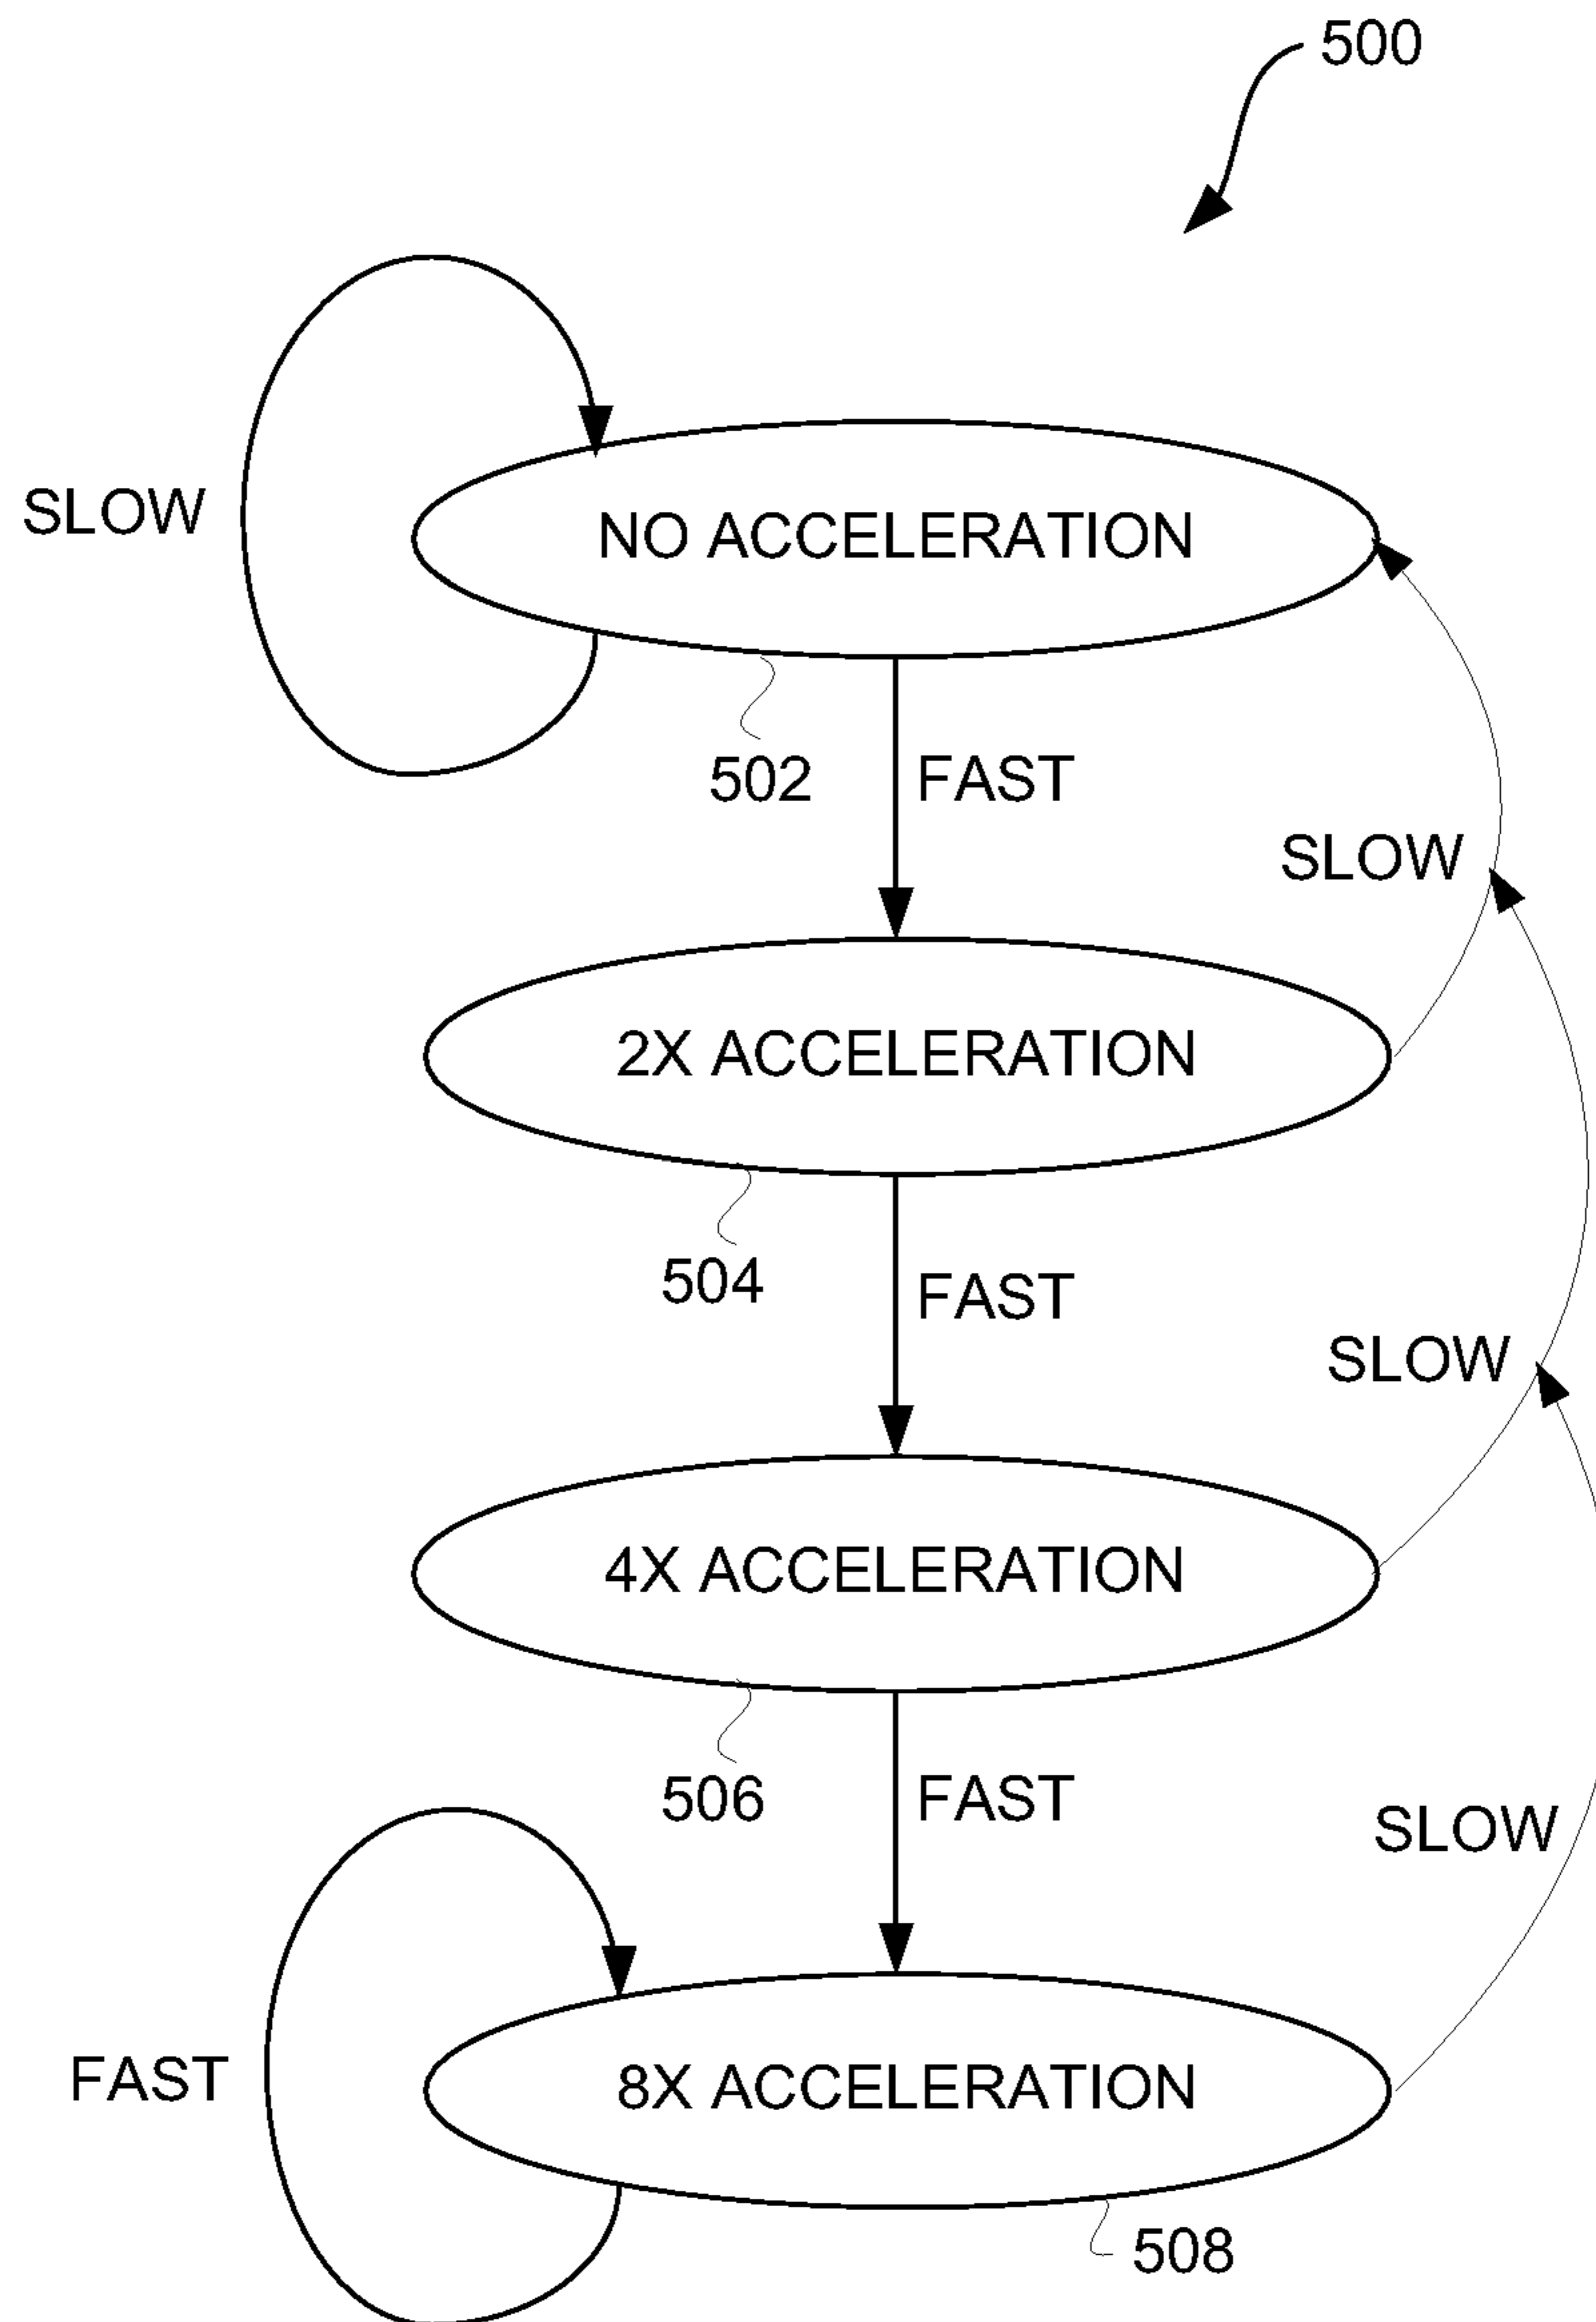 500
SLOW
NO ACCELERATION
502
FAST
SLOW
2X ACCELERATION
504
FAST
SLOW
4X ACCELERATION
506
FAST
SLOW
FAST
8X ACCELERATION
508